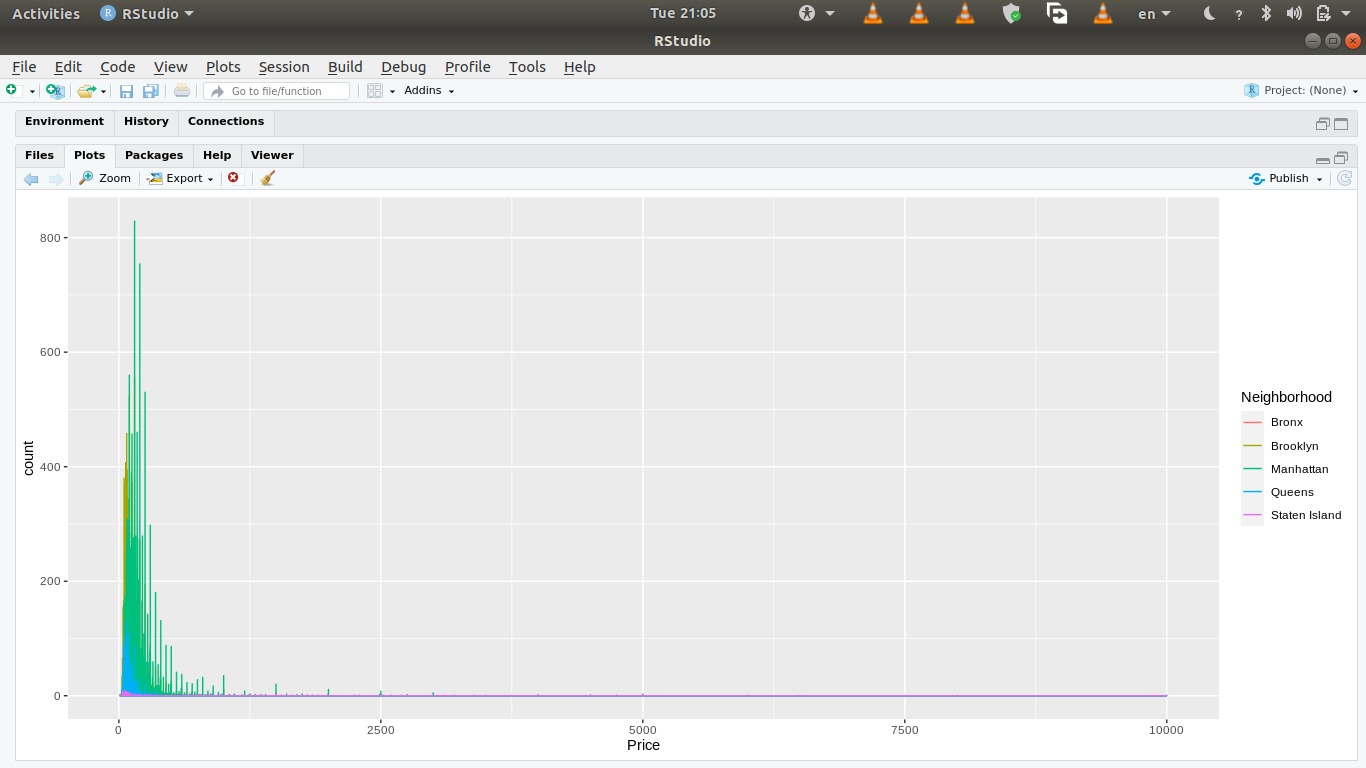 Activities RStudio Tue 21:05 en
RStudio
File Edit Code View Plots Session Build Debug Profile Tools Help
Go to file/function Addins Project: (None)
Environment History Connections
Files Plots Packages Help Viewer
Zoom Export Publish
800
600
400
200
0
count
0 2500 5000 7500 10000
Price
Neighborhood
Bronx
Brooklyn
Manhattan
Queens
Staten Island